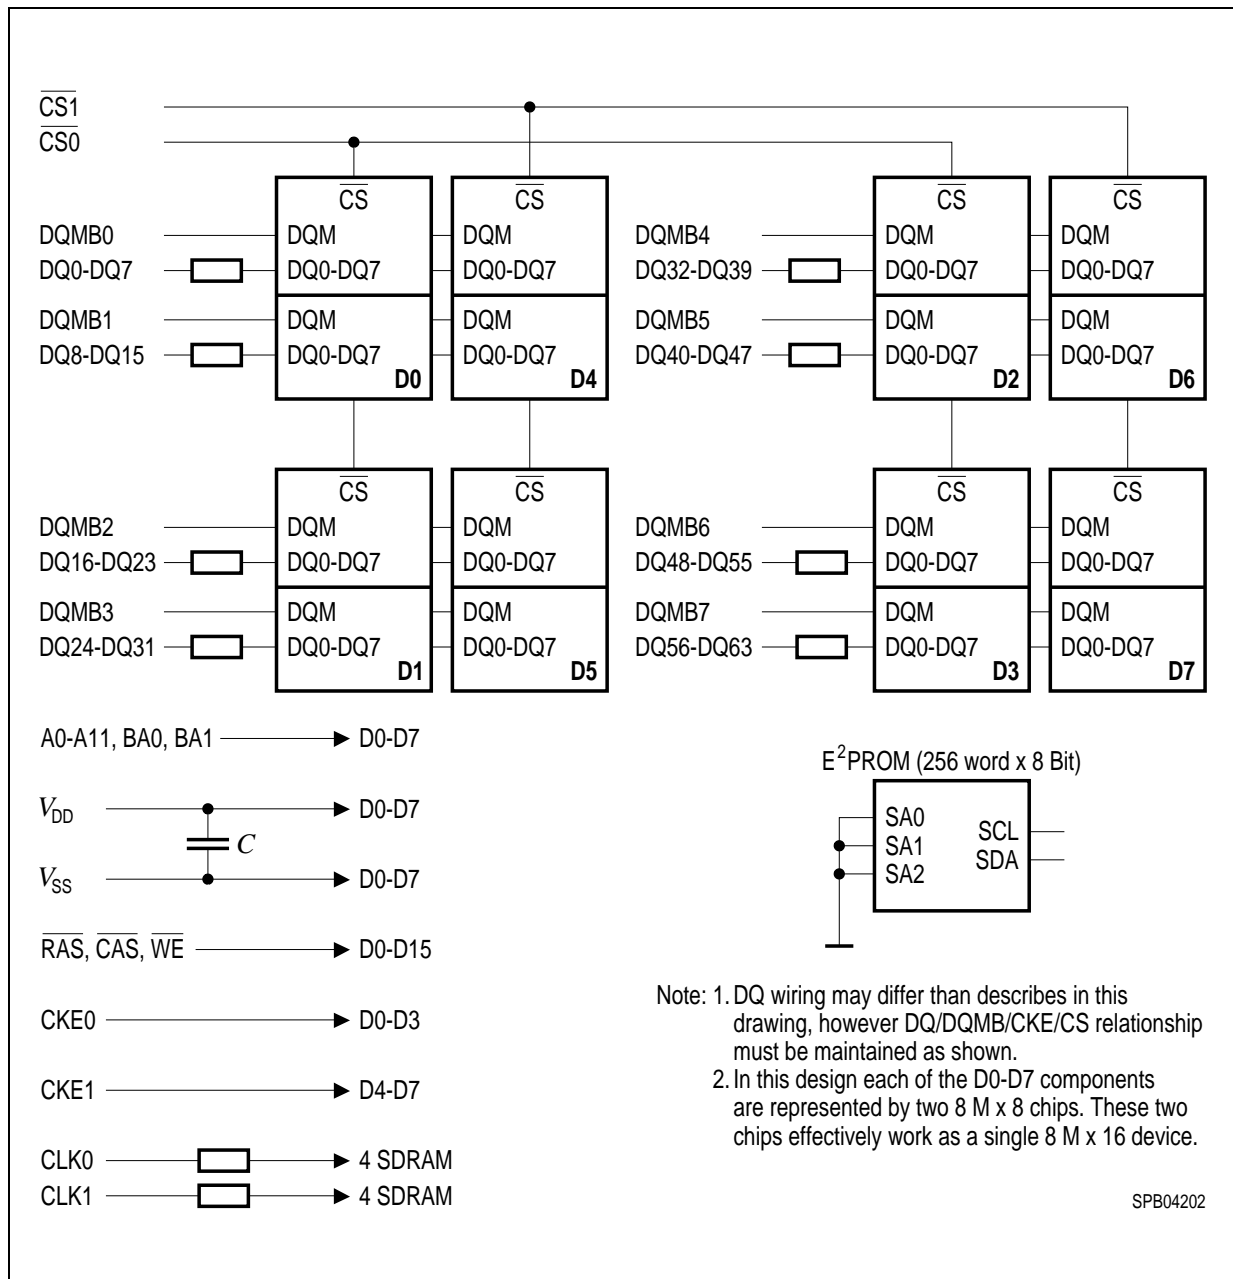 CS1
CS0
CS CS CS CS
DQMB0 DQM DQM DQMB4 DQM DQM
DQ0-DQ7 DQ0-DQ7 DQ0-DQ7 DQ32-DQ39 DQ0-DQ7 DQ0-DQ7
DQMB1 DQM DQM DQMB5 DQM DQM
DQ8-DQ15 DQ0-DQ7 DQ0-DQ7 DQ40-DQ47 DQ0-DQ7 DQ0-DQ7
D0 D4 D2 D6
CS CS CS CS
DQMB2 DQM DQM DQMB6 DQM DQM
DQ16-DQ23 DQ0-DQ7 DQ0-DQ7 DQ48-DQ55 DQ0-DQ7 DQ0-DQ7
DQMB3 DQM DQM DQMB7 DQM DQM
DQ24-DQ31 DQ0-DQ7 DQ0-DQ7 DQ56-DQ63 DQ0-DQ7 DQ0-DQ7
D1 D5 D3 D7
A0-A11, BA0, BA1 D0-D7
VDD D0-D7
C
VSS D0-D7
RAS, CAS, WE D0-D15
CKE0 D0-D3
CKE1 D4-D7
CLK0 4 SDRAM
CLK1 4 SDRAM
E²PROM (256 word x 8 Bit)
SA0
SA1 SCL
SA2 SDA
Note: 1. DQ wiring may differ than describes in this
drawing, however DQ/DQMB/CKE/CS relationship
must be maintained as shown.
2. In this design each of the D0-D7 components
are represented by two 8 M x 8 chips. These two
chips effectively work as a single 8 M x 16 device.
SPB04202